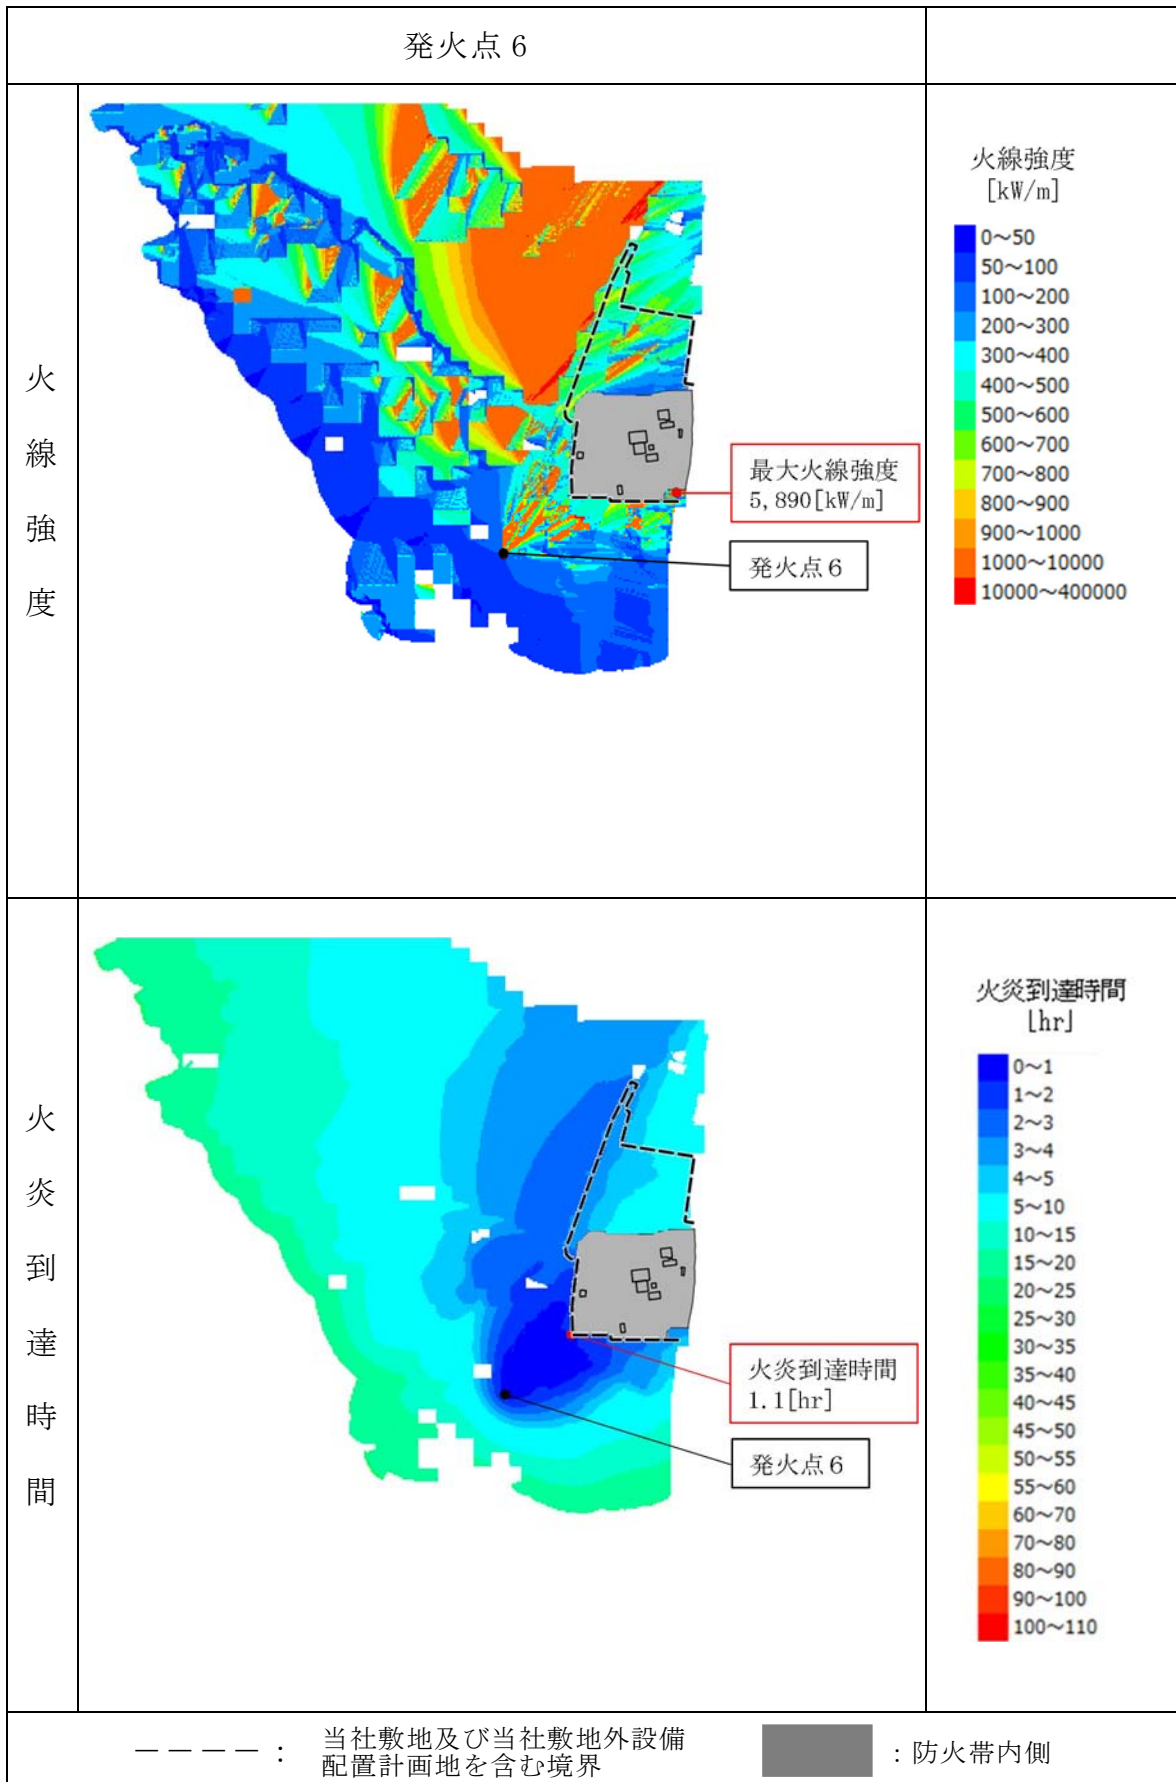 発火点6
火線強度
火線強度
[kW/m]
0～50
50～100
100～200
200～300
300～400
400～500
500～600
600～700
700～800
800～900
900～1000
1000～10000
10000～400000
最大火線強度
5,890[kW/m]
発火点6
火炎到達時間
火炎到達時間
[hr]
0～1
1～2
2～3
3～4
4～5
5～10
10～15
15～20
20～25
25～30
30～35
35～40
40～45
45～50
50～55
55～60
60～70
70～80
80～90
90～100
100～110
火炎到達時間
1.1[hr]
発火点6
：　当社敷地及び当社敷地外設備
配置計画地を含む境界
：防火帯内側